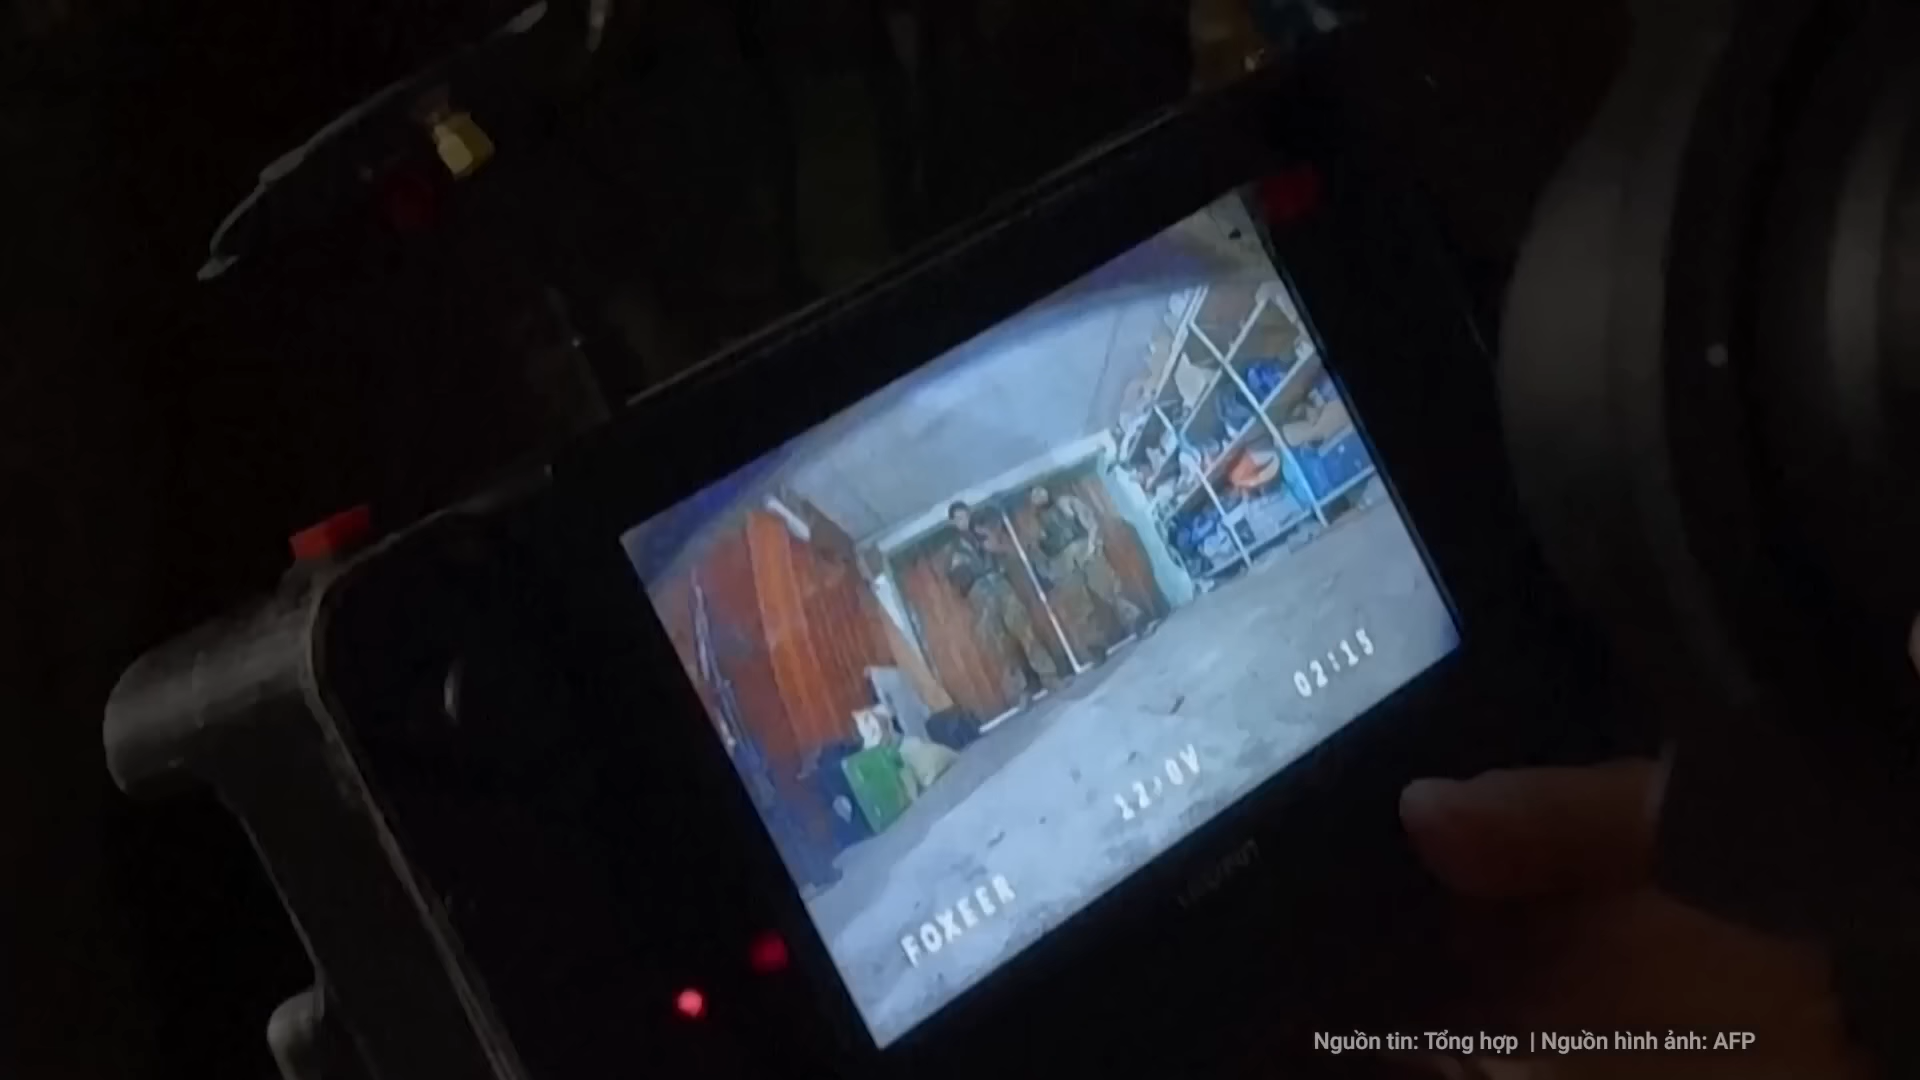 02:15
12.0V
FOXEER
Nguồn tin: Tổng hợp | Nguồn hình ảnh: AFP